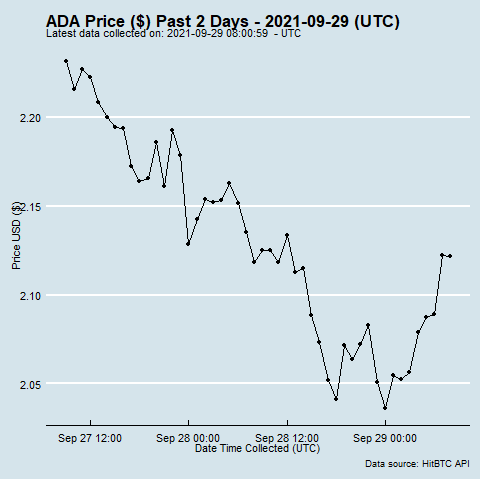 ADA Price ($) Past 2 Days - 2021-09-29 (UTC)
Latest data collected on: 2021-09-29 08:00:59 - UTC
2.20
2.15
2.10
2.05
Price USD ($)
Sep 27 12:00
Sep 28 00:00
Sep 28 12:00
Sep 29 00:00
Date Time Collected (UTC)
Data source: HitBTC API